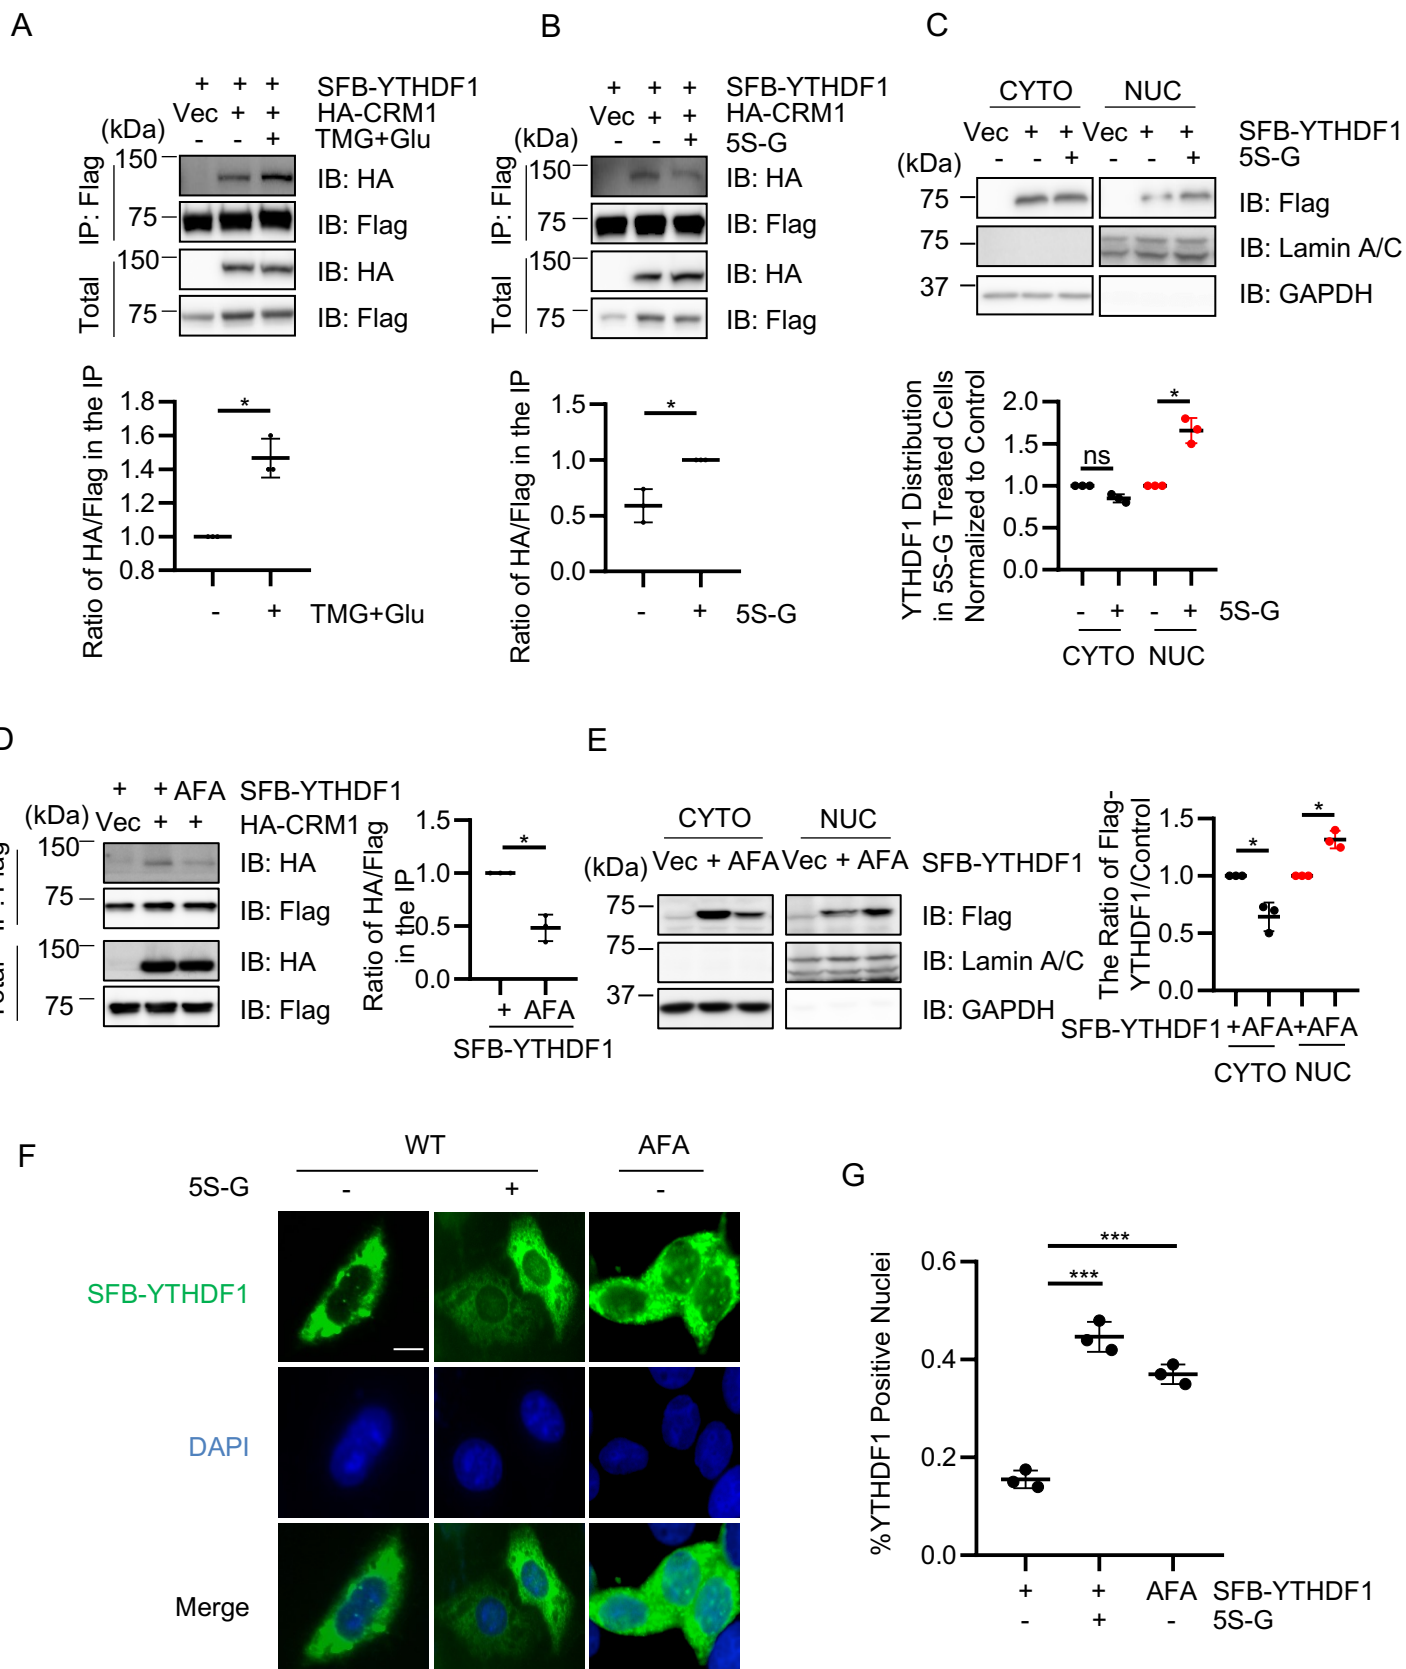 A
+ + + SFB-YTHDF1
Vec + + HA-CRM1
(kDa) - - + TMG+Glu
IP: Flag
150 IB: HA
75 IB: Flag
Total
150 IB: HA
75 IB: Flag
Ratio of HA/Flag in the IP
1.8
1.6
1.4
1.2
1.0
0.8
*
- + TMG+Glu
B
+ + + SFB-YTHDF1
Vec + + HA-CRM1
(kDa) - - + 5S-G
IP: Flag
150 IB: HA
75 IB: Flag
Total
150 IB: HA
75 IB: Flag
Ratio of HA/Flag in the IP
1.5
1.0
0.5
0.0
*
- + 5S-G
C
CYTO NUC
Vec + + Vec + + SFB-YTHDF1
(kDa) - - + - - + 5S-G
75 IB: Flag
75 IB: Lamin A/C
37 IB: GAPDH
YTHDF1 Distribution
in 5S-G Treated Cells
Normalized to Control
2.0
1.5
1.0
0.5
0.0
ns *
- + - + 5S-G
CYTO NUC
D
+ + AFA SFB-YTHDF1
(kDa) Vec + + HA-CRM1
150 IB: HA
75 IB: Flag
150 IB: HA
75 IB: Flag
Ratio of HA/Flag
in the IP
1.5
1.0
0.5
0.0
*
+ AFA
SFB-YTHDF1
E
CYTO NUC
(kDa) Vec + AFA Vec + AFA SFB-YTHDF1
75 IB: Flag
75 IB: Lamin A/C
37 IB: GAPDH
The Ratio of Flag-
YTHDF1/Control
1.5
1.0
0.5
0.0
* *
SFB-YTHDF1 + AFA + AFA
CYTO NUC
F
WT AFA
5S-G - + -
SFB-YTHDF1
DAPI
Merge
G
%YTHDF1 Positive Nuclei
0.6
0.4
0.2
0.0
***
***
+ + AFA SFB-YTHDF1
- + - 5S-G